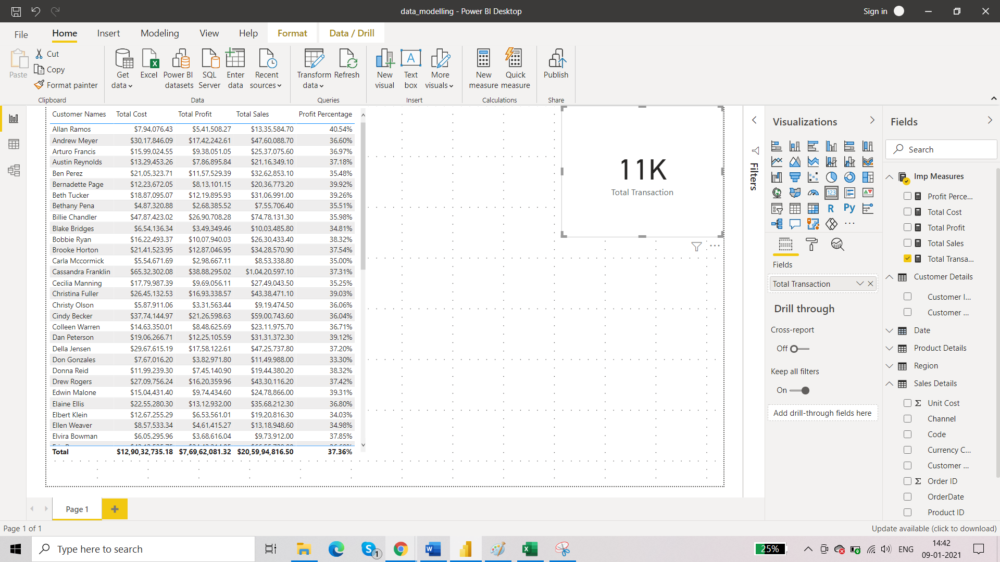 data_modelling - Power BI Desktop
Sign in
File
Home
Insert
Modeling
View
Help
Format
Data / Drill
Paste
Cut
Copy
Format painter
Clipboard
Get data
Excel
Power BI datasets
SQL Server
Enter data
Recent sources
Data
Transform data
Refresh
Queries
New visual
Text box
More visuals
Insert
New measure
Quick measure
Calculations
Publish
Share
Customer Names Total Cost Total Profit Total Sales Profit Percentage
Allan Ramos $7,94,076.43 $5,41,508.27 $13,35,584.70 40.54%
Andrew Meyer $30,17,846.09 $17,42,242.61 $47,60,088.70 36.60%
Arturo Francis $15,99,024.55 $9,38,051.05 $25,37,075.60 36.97%
Austin Reynolds $13,29,453.26 $7,86,895.84 $21,16,349.10 37.18%
Ben Perez $21,05,323.71 $11,57,529.39 $32,62,853.10 35.48%
Bernadette Page $12,23,672.05 $8,13,101.15 $20,36,773.20 39.92%
Beth Tucker $18,87,095.07 $12,19,895.93 $31,06,991.00 39.26%
Bethany Pena $4,87,320.88 $2,68,385.52 $7,55,706.40 35.51%
Billie Chandler $47,87,423.02 $26,90,708.28 $74,78,131.30 35.98%
Blake Bridges $6,54,136.34 $3,49,349.46 $10,03,485.80 34.81%
Bobbie Ryan $16,22,493.37 $10,07,940.03 $26,30,433.40 38.32%
Brooke Horton $21,41,523.95 $12,87,046.95 $34,28,570.90 37.54%
Carla Mccormick $5,54,671.69 $2,98,667.11 $8,53,338.80 35.00%
Cassandra Franklin $65,32,302.08 $38,88,295.02 $1,04,20,597.10 37.31%
Cecilia Manning $17,79,987.39 $9,69,056.11 $27,49,043.50 35.25%
Christina Fuller $26,45,132.53 $16,93,338.57 $43,38,471.10 39.03%
Christy Olson $5,87,911.06 $3,31,563.44 $9,19,474.50 36.06%
Cindy Becker $37,74,144.97 $21,26,598.63 $59,00,743.60 36.04%
Colleen Warren $14,63,350.01 $8,48,625.69 $23,11,975.70 36.71%
Dan Peterson $19,06,266.71 $12,25,105.59 $31,31,372.30 39.12%
Della Jensen $29,67,615.19 $17,58,122.61 $47,25,737.80 37.20%
Don Gonzales $7,67,016.20 $3,82,971.80 $11,49,988.00 33.30%
Donna Reid $11,99,239.30 $7,45,140.90 $19,44,380.20 38.32%
Drew Rogers $27,09,756.24 $16,20,359.96 $43,30,116.20 37.42%
Edwin Malone $15,04,431.40 $9,74,434.60 $24,78,866.00 39.31%
Elaine Ellis $22,55,280.30 $13,12,932.00 $35,68,212.30 36.80%
Elbert Klein $12,67,255.29 $6,53,561.01 $19,20,816.30 34.03%
Ellen Weaver $8,57,533.34 $4,61,415.27 $13,18,948.60 34.98%
Elvira Bowman $6,05,295.96 $3,68,616.04 $9,73,912.00 37.85%
Total $12,90,32,735.18 $7,69,62,081.32 $20,59,94,816.50 37.36%
11K
Total Transaction
Filters
Visualizations
R
Py
123
Fields
Total Transaction
Drill through
Cross-report
Off
Keep all filters
On
Add drill-through fields here
Fields
Search
Imp Measures
Profit Perce...
Total Cost
Total Profit
Total Sales
Total Transa...
Customer Details
Customer I...
Customer ...
Date
Product Details
Region
Sales Details
Σ Unit Cost
Channel
Code
Currency C...
Customer ...
Σ Order ID
OrderDate
Product ID
Page 1
Page 1 of 1
Update available (click to download)
Type here to search
1
25%
ENG
14:42
09-01-2021